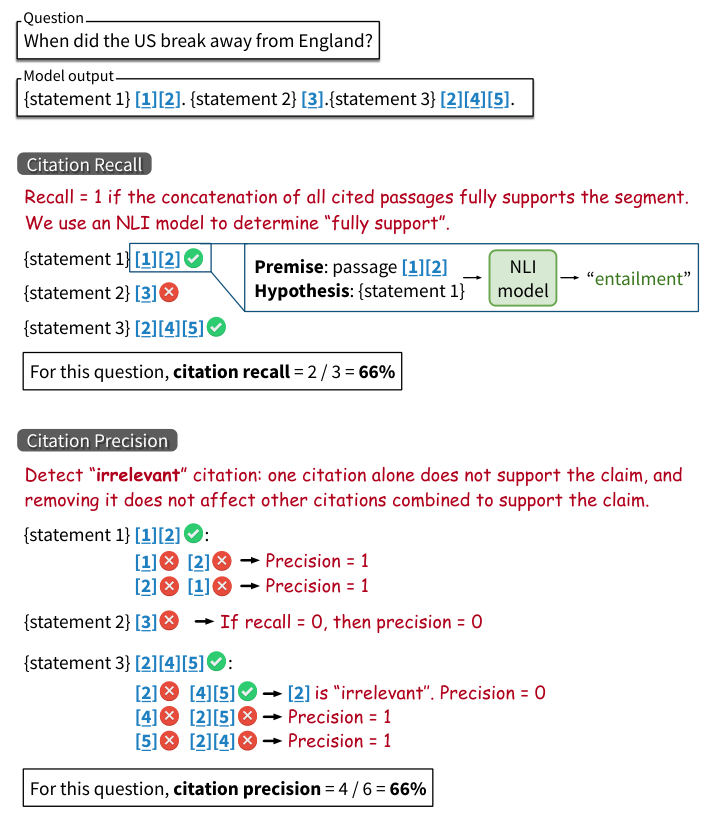 Question
When did the US break away from England?
Model output
{statement 1} [1][2]. {statement 2} [3].{statement 3} [2][4][5].
Citation Recall
Recall = 1 if the concatenation of all cited passages fully supports the segment.
We use an NLI model to determine “fully support”.
{statement 1} [1][2]
Premise: passage [1][2]
Hypothesis: {statement 1}
NLI
model
“entailment”
{statement 2} [3]
{statement 3} [2][4][5]
For this question, citation recall = 2 / 3 = 66%
Citation Precision
Detect “irrelevant” citation: one citation alone does not support the claim, and
removing it does not affect other citations combined to support the claim.
{statement 1} [1][2]:
[1] [2] → Precision = 1
[2] [1] → Precision = 1
{statement 2} [3] → If recall = 0, then precision = 0
{statement 3} [2][4][5]:
[2] [4][5] → [2] is “irrelevant”. Precision = 0
[4] [2][5] → Precision = 1
[5] [2][4] → Precision = 1
For this question, citation precision = 4 / 6 = 66%